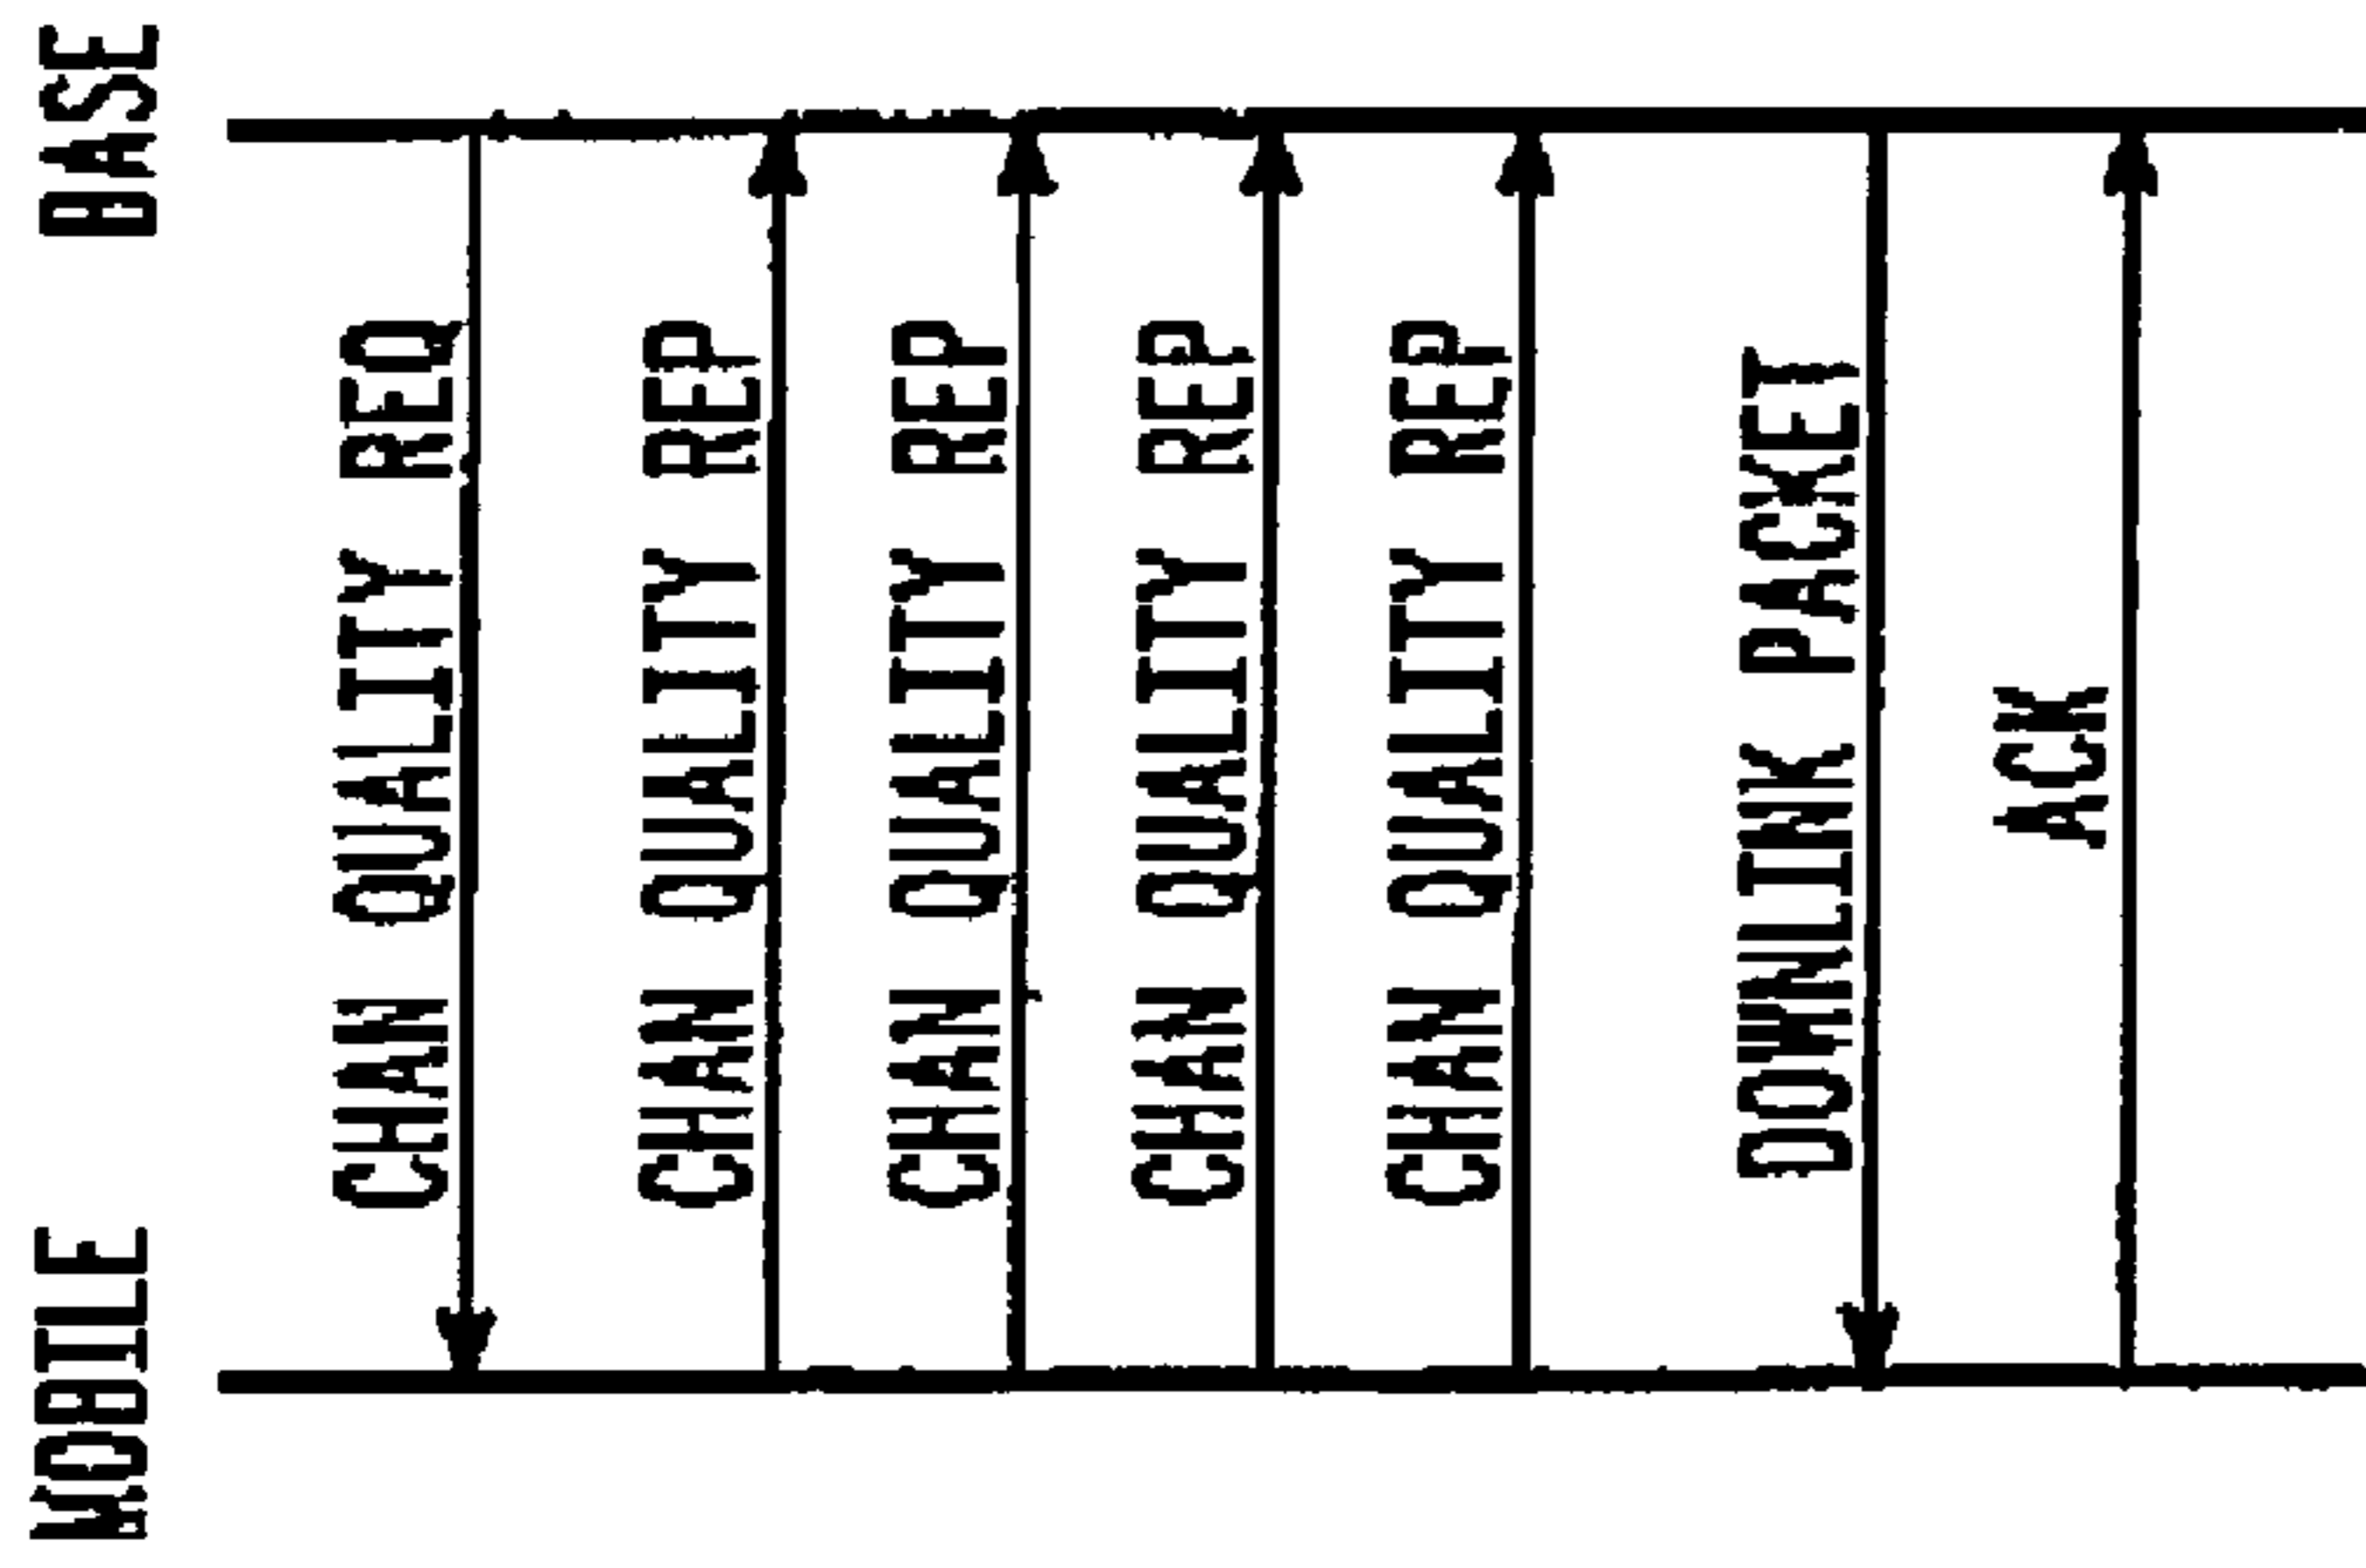 MOBILE
BASE
CHAN QUALITY REQ
CHAN QUALITY REP
CHAN QUALITY REP
CHAN QUALITY REP
CHAN QUALITY REP
DOWNLINK PACKET
ACK